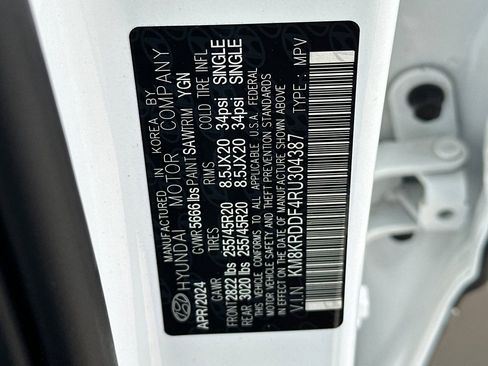 MANUFACTURED IN KOREA BY
HYUNDAI MOTOR COMPANY
APR/2024 GVWR 5666 lbs PAINT SAW TRIM YGN
GAWR TIRES RIMS COLD TIRE INFL
FRONT 2822 lbs 255/45R20 8.5JX20 34psi SINGLE
REAR 3020 lbs 255/45R20 8.5JX20 34psi SINGLE
THIS VEHICLE CONFORMS TO ALL APPLICABLE U.S.A. FEDERAL
MOTOR VEHICLE SAFETY AND THEFT PREVENTION STANDARDS
IN EFFECT ON THE DATE OF MANUFACTURE SHOWN ABOVE
V.I.N: KM8KRDDF4RU304387 TYPE : MPV